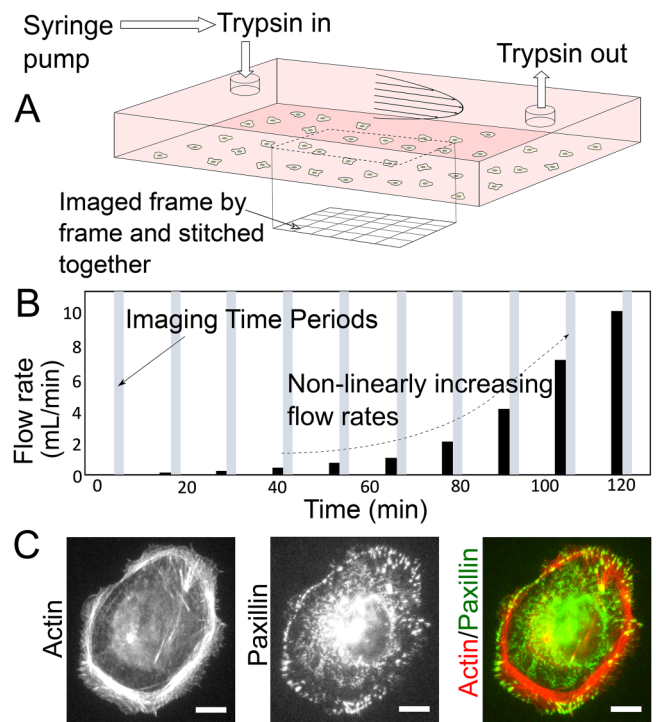 Syringe pump
Trypsin in
Trypsin out
A
Imaged frame by
frame and stitched
together
B
Imaging Time Periods
Non-linearly increasing
flow rates
Flow rate
(mL/min)
10
8
6
4
2
0
0 20 40 60 80 100 120
Time (min)
C
Actin
Paxillin
Actin/Paxillin